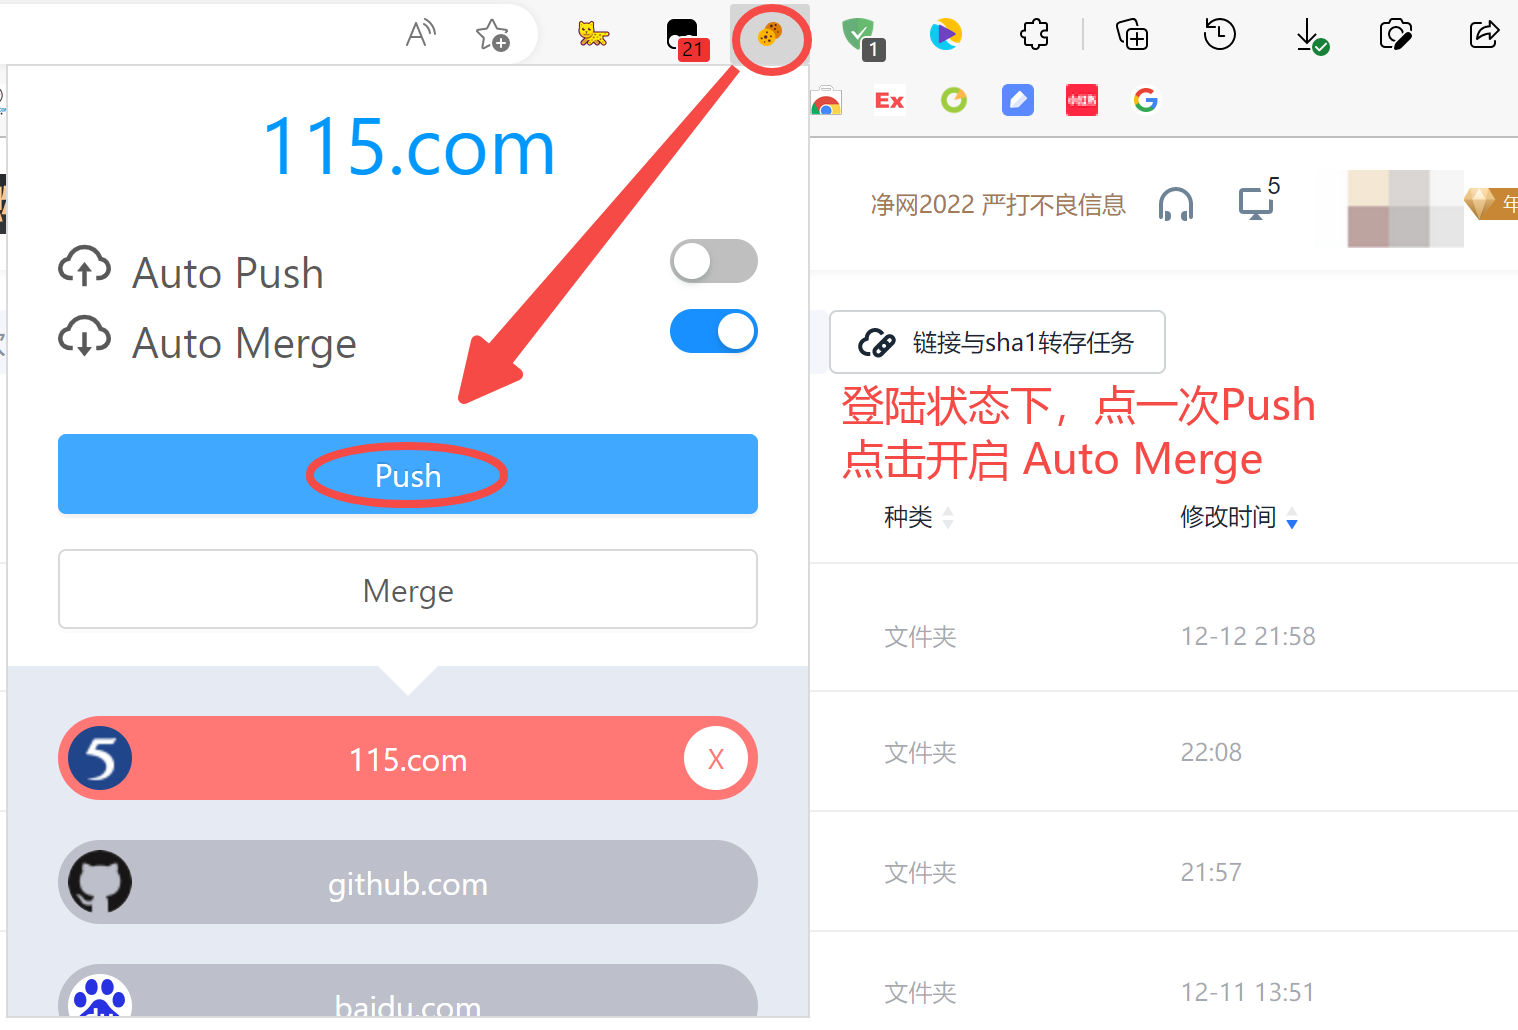 A
21
1
Ex
115.com
净网2022 严打不良信息
5
年
Auto Push
Auto Merge
链接与sha1转存任务
登陆状态下，点一次Push
点击开启 Auto Merge
Push
种类
修改时间
Merge
文件夹
12-12 21:58
5
115.com
X
文件夹
22:08
github.com
文件夹
21:57
du
baidu.com
文件夹
12-11 13:51